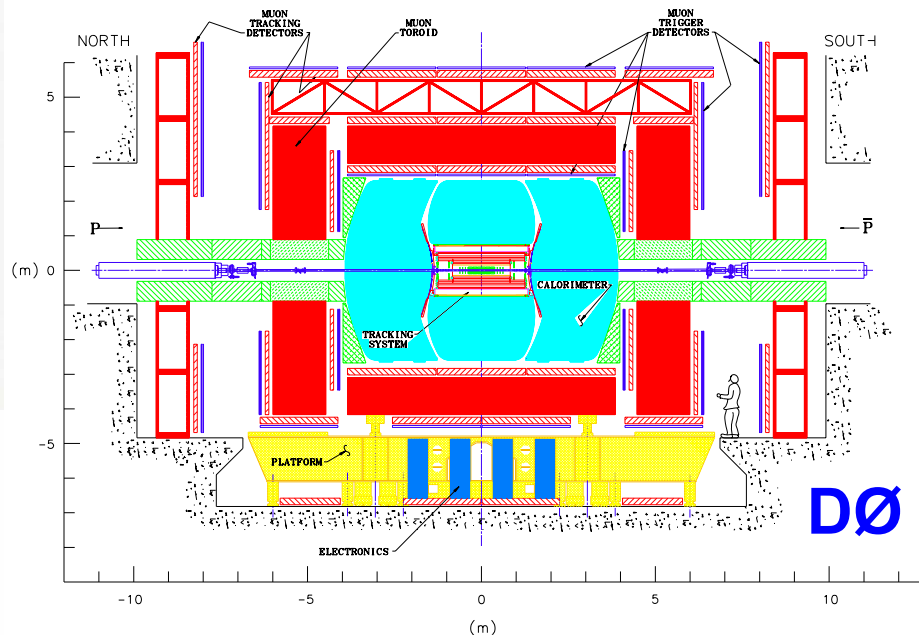 MUON
TRACKING
DETECTORS
MUON
TOROID
MUON
TRIGGER
DETECTORS
NORTH
SOUTH
5
P
P̅
(m)
0
CALORIMETER
TRACKING
SYSTEM
-5
PLATFORM
ELECTRONICS
DØ
-10
-5
0
5
10
(m)